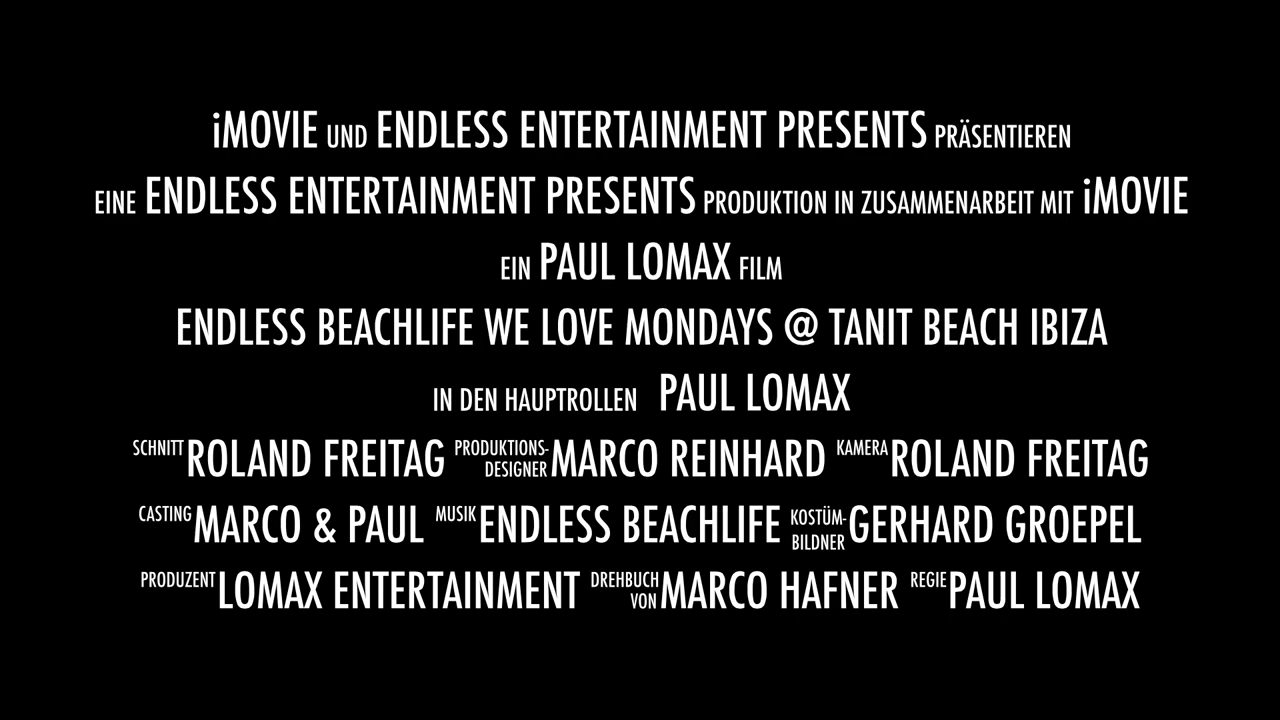 iMOVIE UND ENDLESS ENTERTAINMENT PRESENTS PRÄSENTIEREN
EINE ENDLESS ENTERTAINMENT PRESENTS PRODUKTION IN ZUSAMMENARBEIT MIT iMOVIE
EIN PAUL LOMAX FILM
ENDLESS BEACHLIFE WE LOVE MONDAYS @ TANIT BEACH IBIZA
IN DEN HAUPTROLLEN PAUL LOMAX
SCHNITT ROLAND FREITAG PRODUKTIONS-DESIGNER MARCO REINHARD KAMERA ROLAND FREITAG
CASTING MARCO & PAUL MUSIK ENDLESS BEACHLIFE KOSTÜM-BILDNER GERHARD GROEPEL
PRODUZENT LOMAX ENTERTAINMENT DREHBUCH VON MARCO HAFNER REGIE PAUL LOMAX